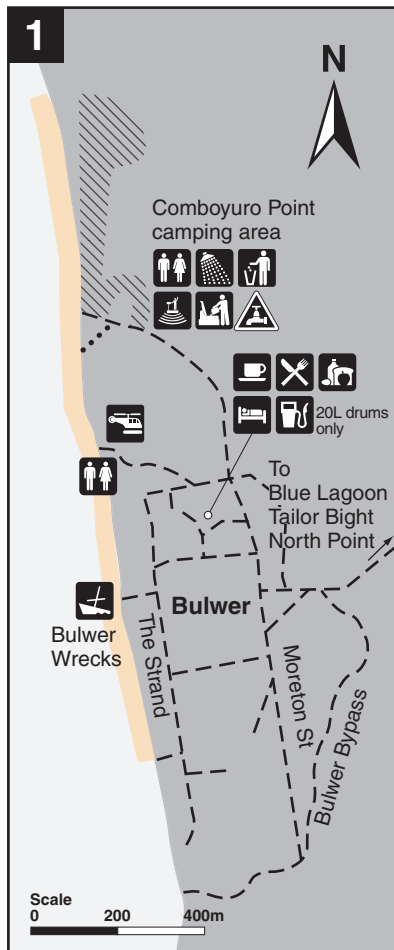 1
N
Comboyuro Point
camping area
20L drums
only
To
Blue Lagoon
Tailor Bight
North Point
Bulwer
Bulwer
Wrecks
The Strand
Moreton St
Bulwer Bypass
Scale
0 200 400m